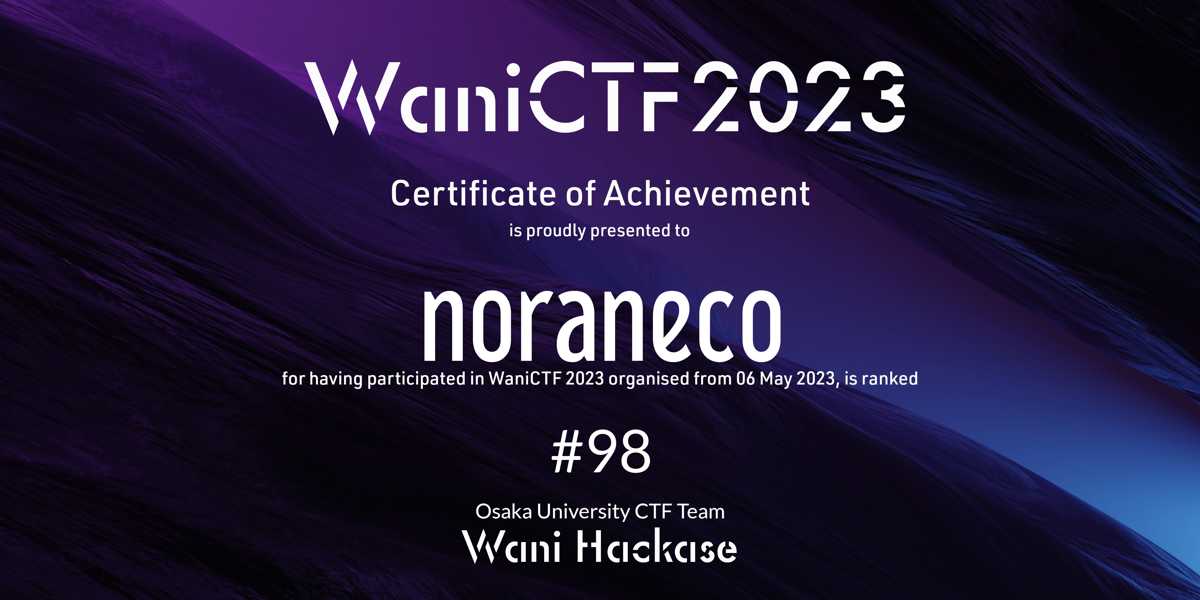 WaniCTF2023
Certificate of Achievement
is proudly presented to
noraneco
for having participated in WaniCTF 2023 organised from 06 May 2023, is ranked
#98
Osaka University CTF Team
Wani Hackase